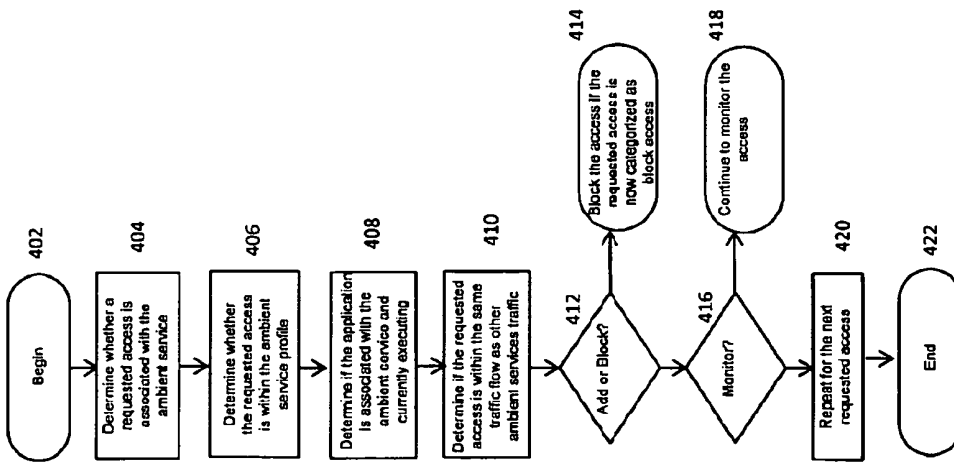 402
Begin
404
Determine whether a
requested access is
associated with the
ambient service
406
Determine whether
the requested access
is within the ambient
service profile
408
Determine if the application
is associated with the
ambient service and
currently executing
410
Determine if the requested
access is within the same
traffic flow as other
ambient services traffic
412
Add or Block?
414
Block the access if the
requested access is
now categorized as
block access
416
Monitor?
418
Continue to monitor the
access
420
Repeat for the next
requested access
422
End